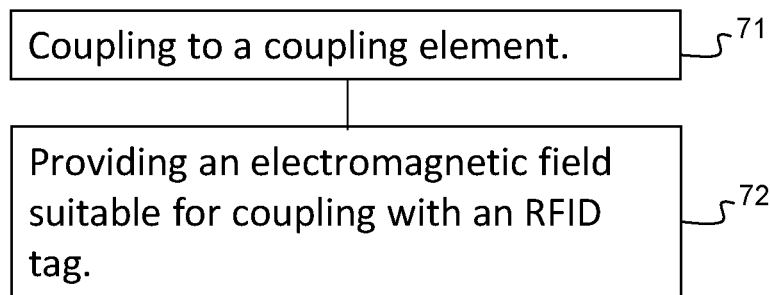 Coupling to a coupling element.
71
Providing an electromagnetic field
suitable for coupling with an RFID
tag.
72